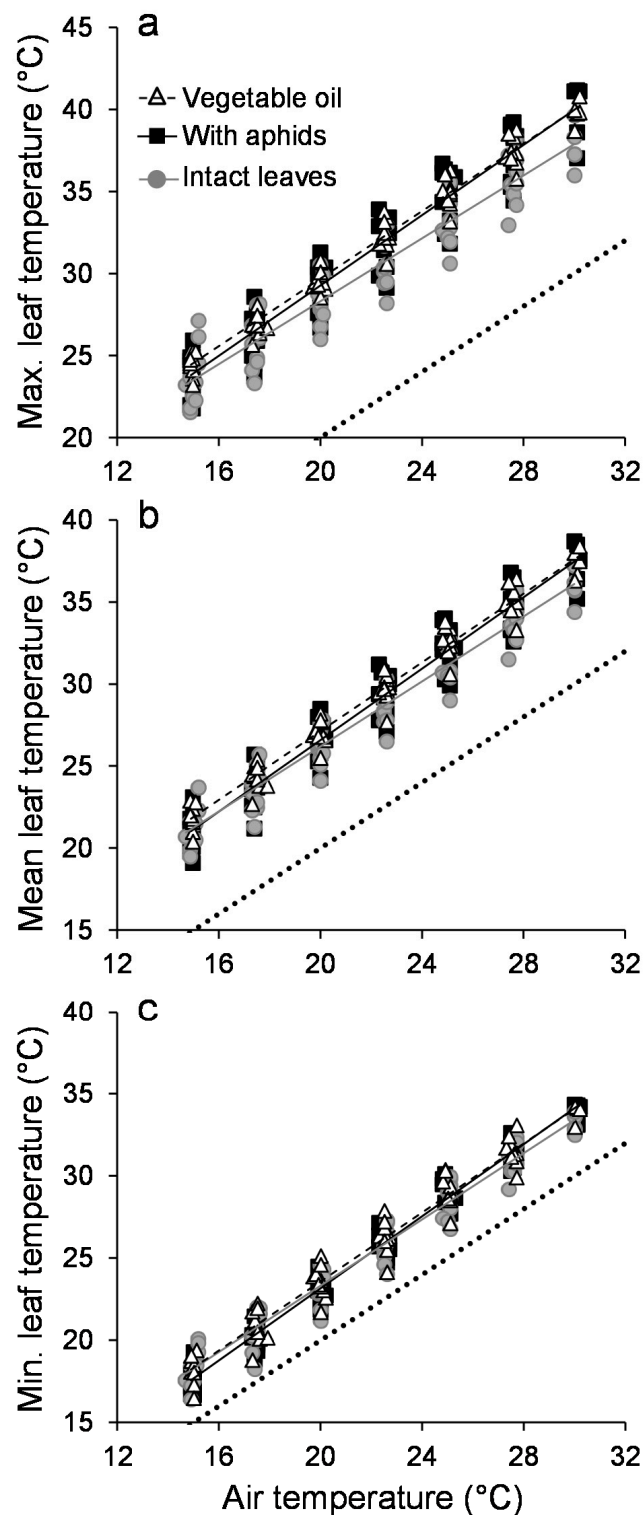 a
Max. leaf temperature (°C)
45
40
35
30
25
20
Vegetable oil
With aphids
Intact leaves
12 16 20 24 28 32
b
Mean leaf temperature (°C)
40
35
30
25
20
15
12 16 20 24 28 32
c
Min. leaf temperature (°C)
40
35
30
25
20
15
12 16 20 24 28 32
Air temperature (°C)